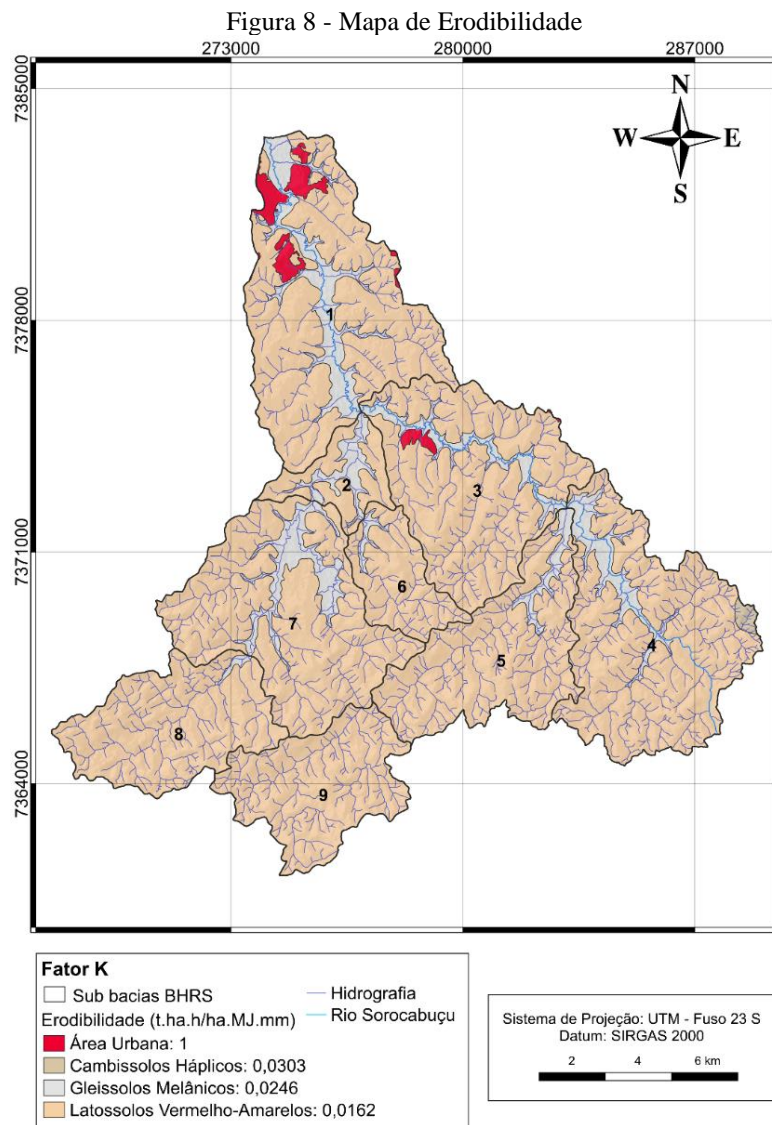 Figura 8 - Mapa de Erodibilidade
273000 280000 287000
7385000
N
W E
S
7378000
1
2
3
7371000
6
7
4
5
8
7364000
9
Fator K
Sub bacias BHRS
Hidrografia
Erodibilidade (t.ha.h/ha.MJ.mm)
Rio Sorocabuçu
Área Urbana: 1
Cambissolos Háplicos: 0,0303
Gleissolos Melânicos: 0,0246
Latossolos Vermelho-Amarelos: 0,0162
Sistema de Projeção: UTM - Fuso 23 S
Datum: SIRGAS 2000
2 4 6 km